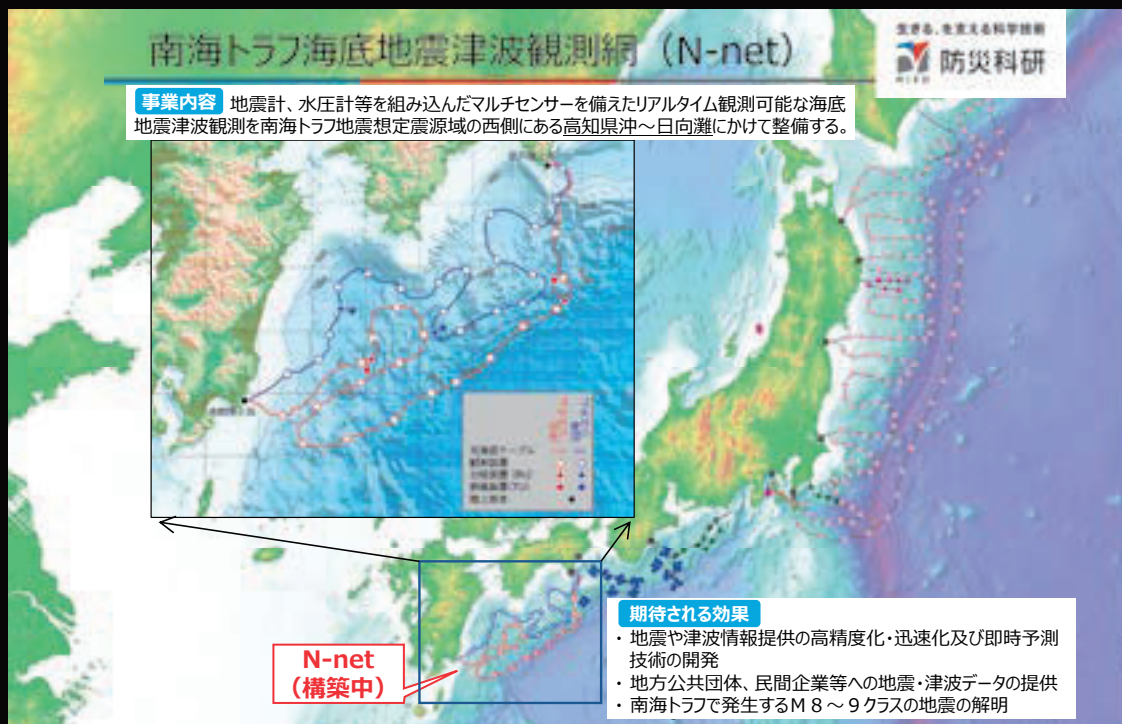 南海トラフ海底地震津波観測網（N-net）
生きる、を支える科学技術
防災科研
NIED
事業内容 地震計、水圧計等を組み込んだマルチセンサーを備えたリアルタイム観測可能な海底
地震津波観測を南海トラフ地震想定震源域の西側にある高知県沖～日向灘にかけて整備する。
N-net
（構築中）
期待される効果
・ 地震や津波情報提供の高精度化・迅速化及び即時予測
技術の開発
・ 地方公共団体、民間企業等への地震・津波データの提供
・ 南海トラフで発生するＭ８～９クラスの地震の解明